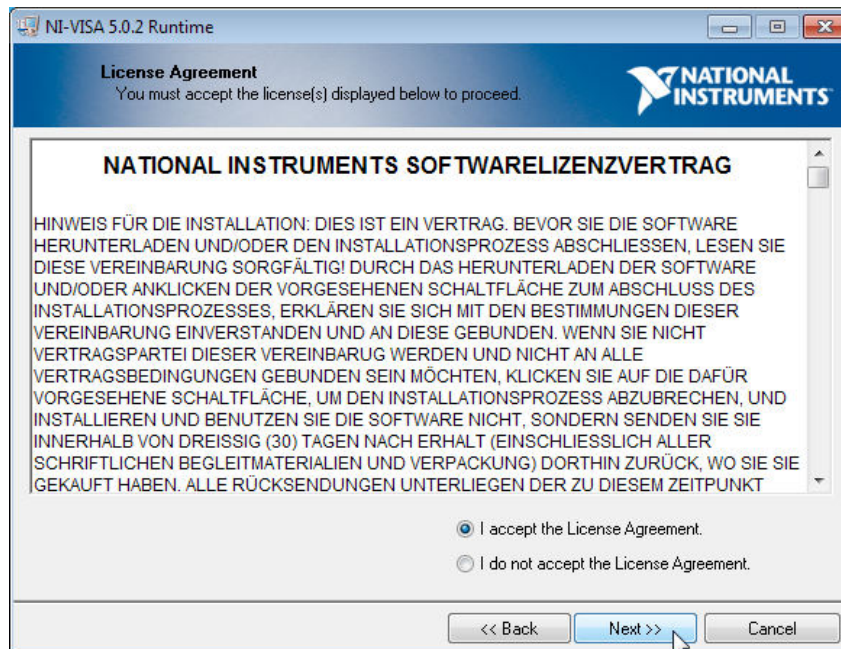 NI-VISA 5.0.2 Runtime
License Agreement
You must accept the license(s) displayed below to proceed.
NATIONAL
INSTRUMENTS
NATIONAL INSTRUMENTS SOFTWARELIZENZVERTRAG
HINWEIS FÜR DIE INSTALLATION: DIES IST EIN VERTRAG. BEVOR SIE DIE SOFTWARE
HERUNTERLADEN UND/ODER DEN INSTALLATIONSPROZESS ABSCHLIESSEN, LESEN SIE
DIESE VEREINBARUNG SORGFÄLTIG! DURCH DAS HERUNTERLADEN DER SOFTWARE
UND/ODER ANKLICKEN DER VORGESEHENEN SCHALTFLÄCHE ZUM ABSCHLUSS DES
INSTALLATIONSPROZESSES, ERKLÄREN SIE SICH MIT DEN BESTIMMUNGEN DIESER
VEREINBARUNG EINVERSTANDEN UND AN DIESE GEBUNDEN. WENN SIE NICHT
VERTRAGSPARTEI DIESER VEREINBARUG WERDEN UND NICHT AN ALLE
VERTRAGSBEDINGUNGEN GEBUNDEN SEIN MÖCHTEN, KLICKEN SIE AUF DIE DAFÜR
VORGESEHENE SCHALTFLÄCHE, UM DEN INSTALLATIONSPROZESS ABZUBRECHEN, UND
INSTALLIEREN UND BENUTZEN SIE DIE SOFTWARE NICHT, SONDERN SENDEN SIE SIE
INNERHALB VON DREISSIG (30) TAGEN NACH ERHALT (EINSCHLIESSLICH ALLER
SCHRIFTLICHEN BEGLEITMATERIALIEN UND VERPACKUNG) DORTHIN ZURÜCK, WO SIE SIE
GEKAUFT HABEN. ALLE RÜCKSENDUNGEN UNTERLIEGEN DER ZU DIESEM ZEITPUNKT
I accept the License Agreement.
I do not accept the License Agreement.
<< Back
Next >>
Cancel